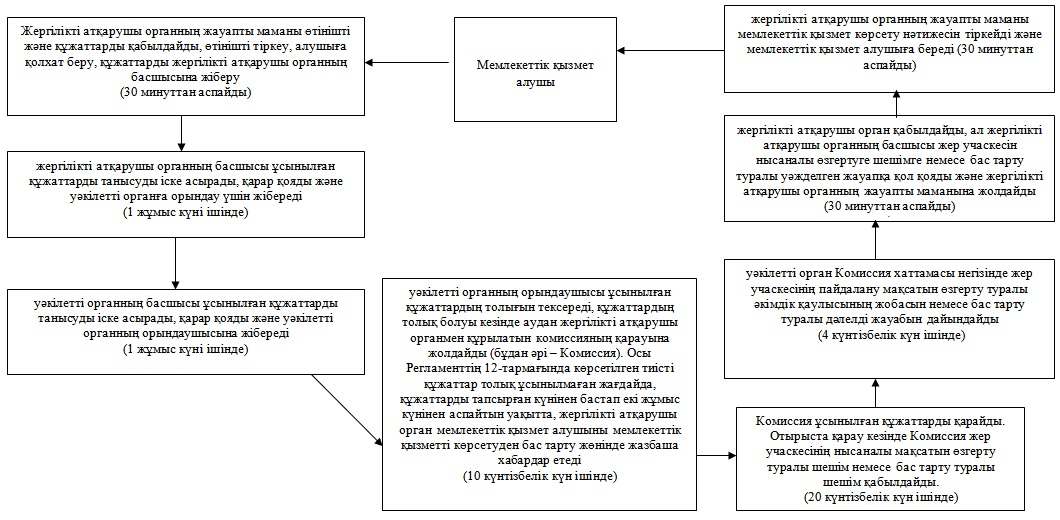 Мемлекеттік қызмет
алушы
Жергілікті атқарушы органның жауапты маманы өтінішті
және құжаттарды қабылдайды, өтінішті тіркеу, алушыға
қолхат беру, құжаттарды жергілікті атқарушы органның
басшысына жіберу
(30 минуттан аспайды)
жергілікті атқарушы органның басшысы ұсынылған
құжаттарды танысуды іске асырады, қарар қояды және
уәкілетті органға орындау үшін жібереді
(1 жұмыс күні ішінде)
уәкілетті органның басшысы ұсынылған құжаттарды
танысуды іске асырады, қарар қояды және уәкілетті
органның орындаушысына жібереді
(1 жұмыс күні ішінде)
уәкілетті органның орындаушысы ұсынылған
құжаттардың толығын тексереді, құжаттардың
толық болуы кезінде аудан жергілікті атқарушы
органмен құрылатын комиссияның қарауына
жолдайды (бұдан әрі – Комиссия). Осы
Регламенттің 12-тармағында көрсетілген тиісті
құжаттар толық ұсынылмаған жағдайда,
құжаттарды тапсырған күнінен бастап екі жұмыс
күнінен аспайтын уақытта, жергілікті атқарушы
орган мемлекеттік қызмет алушыны мемлекеттік
қызметті көрсетуден бас тарту жөнінде жазбаша
хабардар етеді
(10 күнтізбелік күн ішінде)
Комиссия ұсынылған құжаттарды қарайды.
Отырыста қарау кезінде Комиссия жер
учаскесінің нысаналы мақсатын өзгерту
туралы шешім немесе бас тарту туралы
шешім қабылдайды.
(20 күнтізбелік күн ішінде)
уәкілетті орган Комиссия хаттамасы негізінде жер
учаскесінің пайдалану мақсатын өзгерту туралы
әкімдік қаулысының жобасын немесе бас тарту
туралы дәлелді жауабын дайындайды
(4 күнтізбелік күн ішінде)
жергілікті атқарушы орган қабылдайды, ал жергілікті
атқарушы органның басшысы жер учаскесін
нысаналы өзгертуге шешімге немесе бас тарту
туралы уәжделген жауапқа қол қояды және жергілікті
атқарушы органның жауапты маманына жолдайды
(30 минуттан аспайды)
жергілікті атқарушы органның жауапты маманы
мемлекеттік қызмет көрсету нәтижесін тіркейді және
мемлекеттік қызмет алушыға береді (30 минуттан
аспайды)